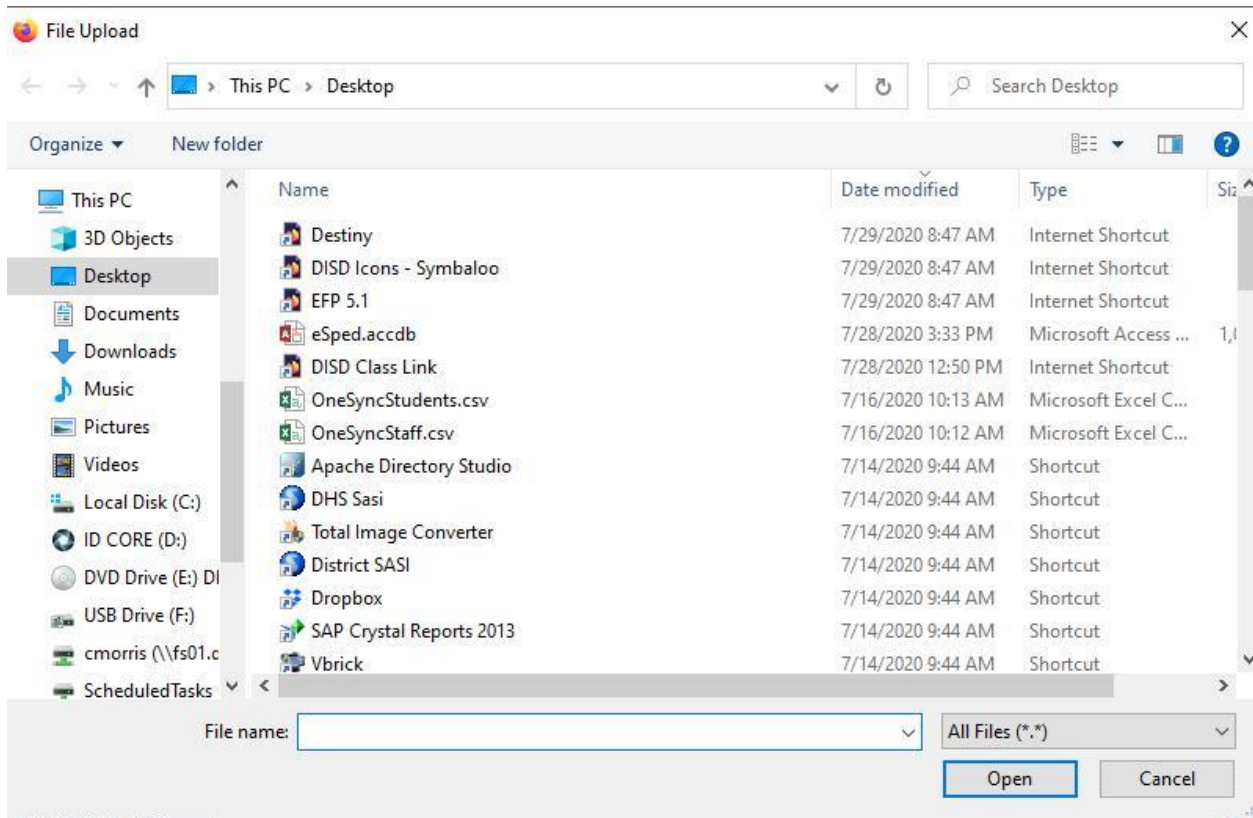 File Upload
This PC > Desktop
Search Desktop
Organize
New folder
Name Date modified Type Siz
This PC
3D Objects
Desktop
Documents
Downloads
Music
Pictures
Videos
Local Disk (C:)
ID CORE (D:)
DVD Drive (E:) DI
USB Drive (F:)
cmorris (\\fs01.c
ScheduledTasks
Destiny 7/29/2020 8:47 AM Internet Shortcut
DISD Icons - Symbaloo 7/29/2020 8:47 AM Internet Shortcut
EFP 5.1 7/29/2020 8:47 AM Internet Shortcut
eSped.accdb 7/28/2020 3:33 PM Microsoft Access ... 1,(
DISD Class Link 7/28/2020 12:50 PM Internet Shortcut
OneSyncStudents.csv 7/16/2020 10:13 AM Microsoft Excel C...
OneSyncStaff.csv 7/16/2020 10:12 AM Microsoft Excel C...
Apache Directory Studio 7/14/2020 9:44 AM Shortcut
DHS Sasi 7/14/2020 9:44 AM Shortcut
Total Image Converter 7/14/2020 9:44 AM Shortcut
District SASI 7/14/2020 9:44 AM Shortcut
Dropbox 7/14/2020 9:44 AM Shortcut
SAP Crystal Reports 2013 7/14/2020 9:44 AM Shortcut
Vbrick 7/14/2020 9:44 AM Shortcut
File name:
All Files (*.*)
Open
Cancel